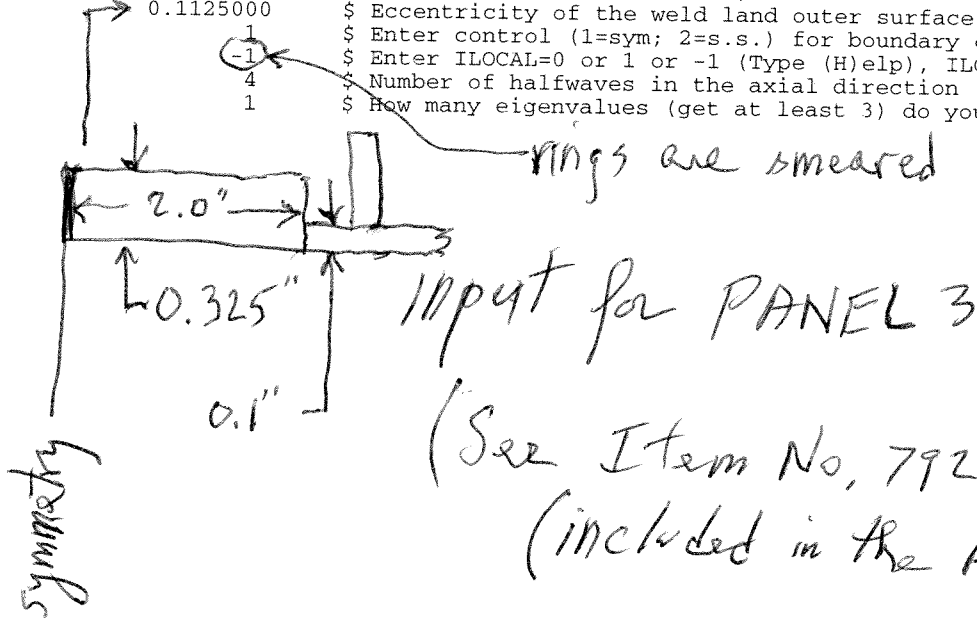 0.1125000 $ Eccentricity of the weld land outer surface
1 $ Enter control (1=sym; 2=s.s.) for boundary
-1 $ Enter ILOCAL=0 or 1 or -1 (Type (H)elp),
4 $ Number of halfwaves in the axial direction
1 $ How many eigenvalues (get at least 3) do
rings are smeared
2.0"
0.325"
Input for PANEL 3
0.1"
(See Item No. 792
(included in the
symmetry